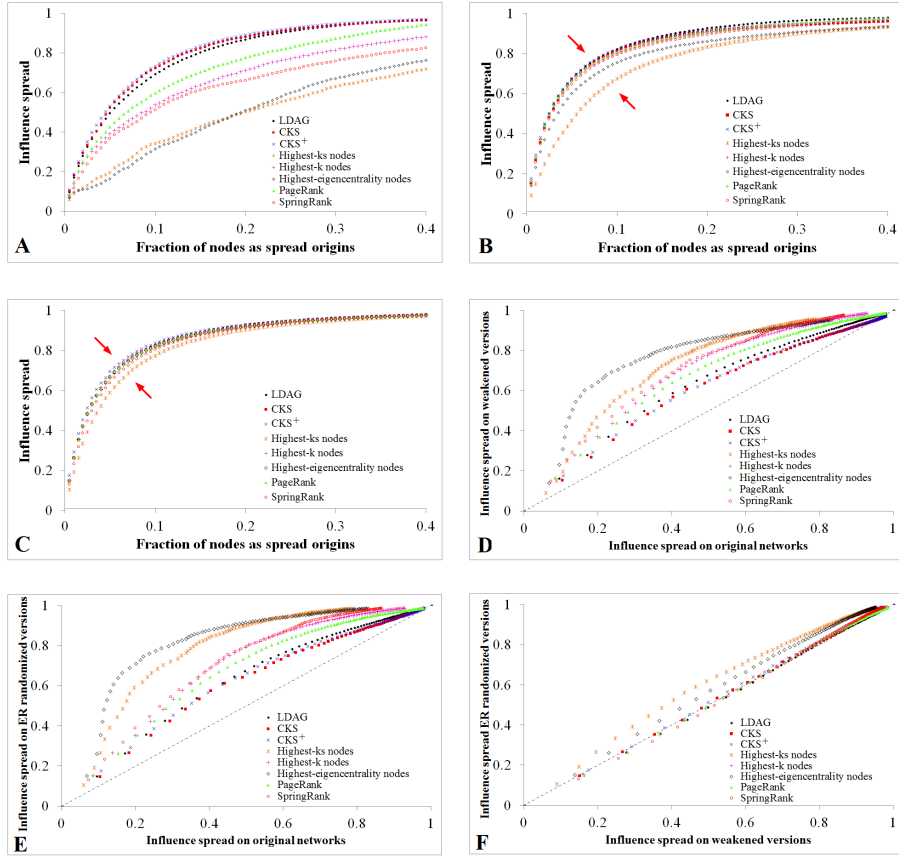 Influence spread
1
0.8
0.6
0.4
0.2
0
0
0.1
0.2
0.3
0.4
LDAG
CKS
CKS+
Highest-ks nodes
Highest-k nodes
Highest-eigencentrality nodes
PageRank
SpringRank
Fraction of nodes as spread origins
A
Influence spread
1
0.8
0.6
0.4
0.2
0
0
0.1
0.2
0.3
0.4
LDAG
CKS
CKS+
Highest-ks nodes
Highest-k nodes
Highest-eigencentrality nodes
PageRank
SpringRank
Fraction of nodes as spread origins
B
Influence spread
1
0.8
0.6
0.4
0.2
0
0
0.1
0.2
0.3
0.4
LDAG
CKS
CKS+
Highest-ks nodes
Highest-k nodes
Highest-eigencentrality nodes
PageRank
SpringRank
Fraction of nodes as spread origins
C
Influence spread on weakened versions
1
0.8
0.6
0.4
0.2
0
0
0.2
0.4
0.6
0.8
1
LDAG
CKS
CKS+
Highest-ks nodes
Highest-k nodes
Highest-eigencentrality nodes
PageRank
SpringRank
Influence spread on original networks
D
Influence spread on ER randomized versions
1
0.8
0.6
0.4
0.2
0
0
0.2
0.4
0.6
0.8
1
LDAG
CKS
CKS+
Highest-ks nodes
Highest-k nodes
Highest-eigencentrality nodes
PageRank
SpringRank
Influence spread on original networks
E
Influence spread ER randomized versions
1
0.8
0.6
0.4
0.2
0
0
0.2
0.4
0.6
0.8
1
LDAG
CKS
CKS+
Highest-ks nodes
Highest-k nodes
Highest-eigencentrality nodes
PageRank
SpringRank
Influence spread on weakened versions
F